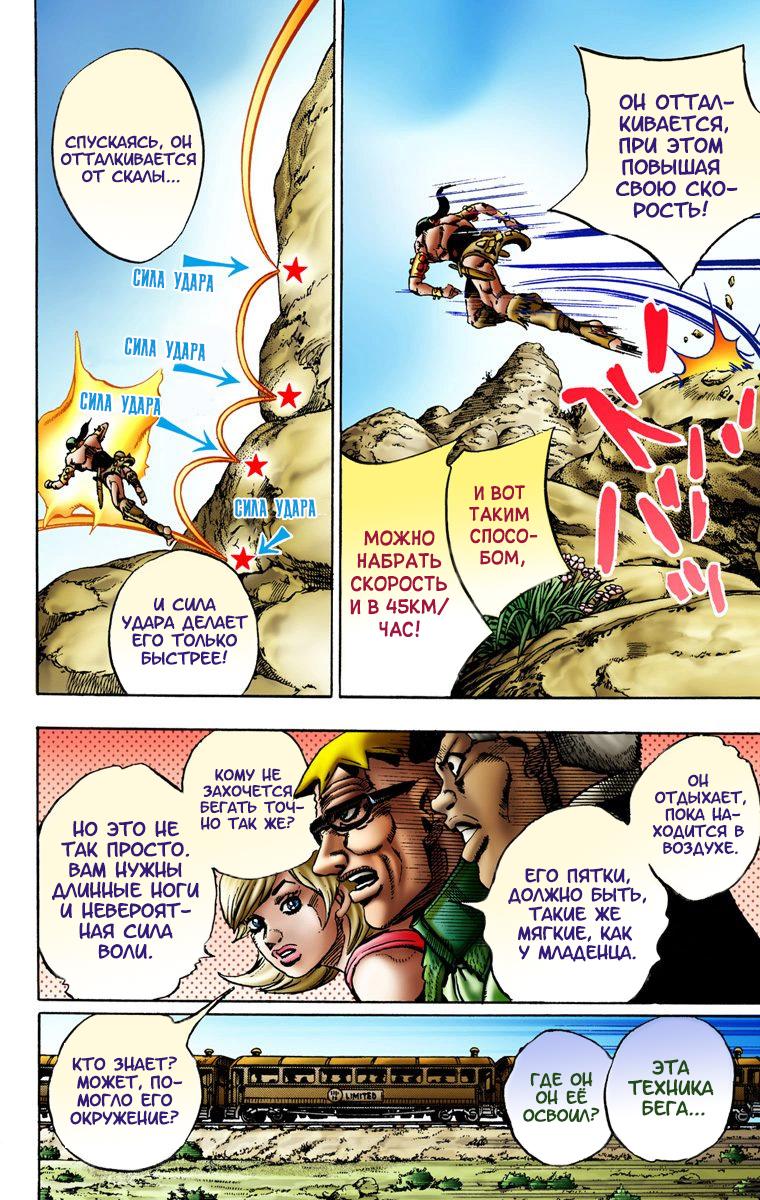 ОН ОТТАЛ-
КИВАЕТСЯ,
ПРИ ЭТОМ
ПОВЫШАЯ
СВОЮ СКО-
РОСТЬ!
И ВОТ
ТАКИМ
СПОСО-
БОМ,
МОЖНО
НАБРАТЬ
СКОРОСТЬ
И В 45КМ/
ЧАС!
СПУСКАЯСЬ, ОН
ОТТАЛКИВАЕТСЯ
ОТ СКАЛЫ...
СИЛА УДАРА
СИЛА УДАРА
СИЛА УДАРА
СИЛА УДАРА
И СИЛА
УДАРА ДЕЛАЕТ
ЕГО ТОЛЬКО
БЫСТРЕЕ!
ОН
ОТДЫХАЕТ,
ПОКА НА-
ХОДИТСЯ В
ВОЗДУХЕ.
ЕГО ПЯТКИ,
ДОЛЖНО БЫТЬ,
ТАКИЕ ЖЕ
МЯГКИЕ, КАК
У МЛАДЕНЦА.
КОМУ НЕ
ЗАХОЧЕТСЯ
БЕГАТЬ ТОЧ-
НО ТАК ЖЕ?
НО ЭТО НЕ
ТАК ПРОСТО.
ВАМ НУЖНЫ
ДЛИННЫЕ НОГИ
И НЕВЕРОЯТ-
НАЯ СИЛА
ВОЛИ.
ЭТА
ТЕХНИКА
БЕГА...
ГДЕ ОН
ОН ЕЁ
ОСВОИЛ?
КТО ЗНАЕТ?
МОЖЕТ, ПО-
МОГЛО ЕГО
ОКРУЖЕНИЕ?
LIMITED